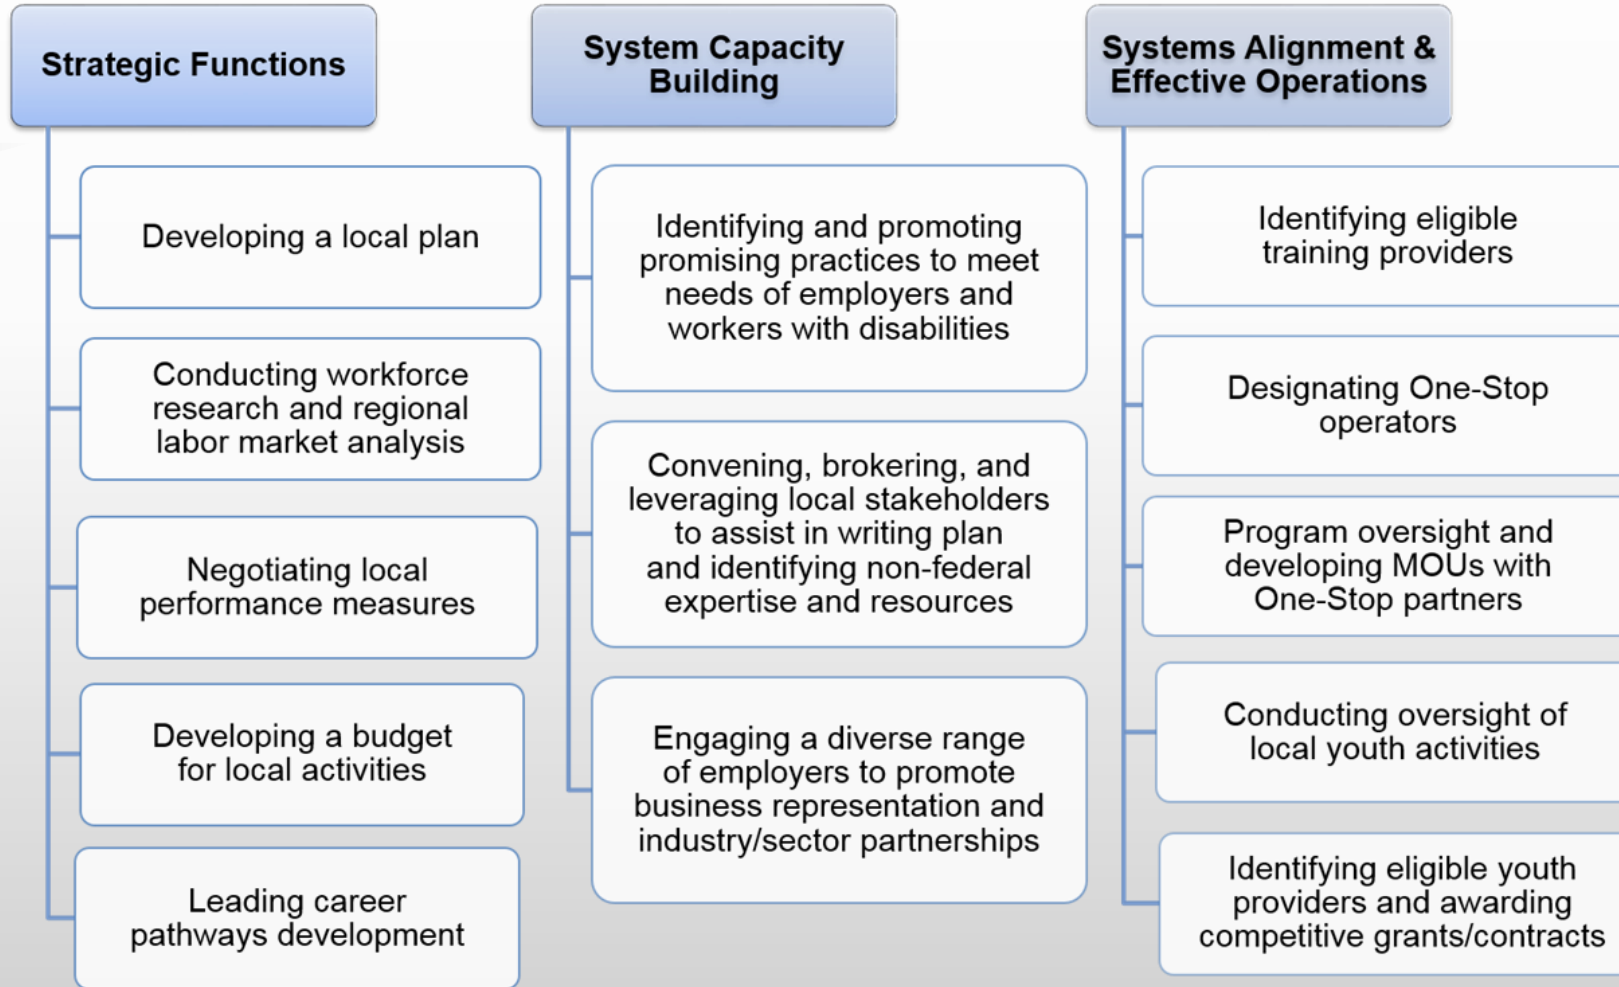 Strategic Functions
Developing a local plan
Conducting workforce
research and regional
labor market analysis
Negotiating local
performance measures
Developing a budget
for local activities
Leading career
pathways development
System Capacity
Building
Identifying and promoting
promising practices to meet
needs of employers and
workers with disabilities
Convening, brokering, and
leveraging local stakeholders
to assist in writing plan
and identifying non-federal
expertise and resources
Engaging a diverse range
of employers to promote
business representation and
industry/sector partnerships
Systems Alignment &
Effective Operations
Identifying eligible
training providers
Designating One-Stop
operators
Program oversight and
developing MOUs with
One-Stop partners
Conducting oversight of
local youth activities
Identifying eligible youth
providers and awarding
competitive grants/contracts